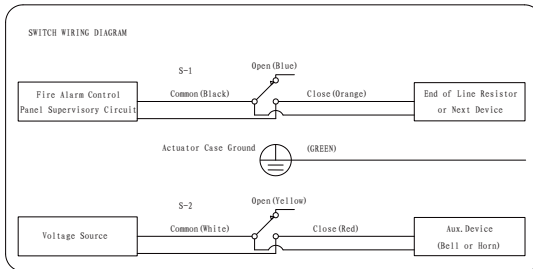 SWITCH WIRING DIAGRAM
S-1
Open(Blue)
Fire Alarm Control
Panel Supervisory Circuit
Common(Black)
Close(Orange)
End of Line Resistor
or Next Device
Actuator Case Ground
(GREEN)
S-2
Open(Yellow)
Voltage Source
Common(White)
Close(Red)
Aux.Device
(Bell or Horn)